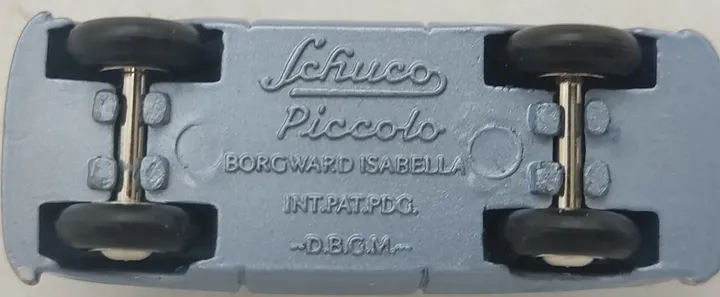 Schuco
Piccolo
BORGWARD ISABELLA
INT.PAT.PDG.
-D.B.G.M.-